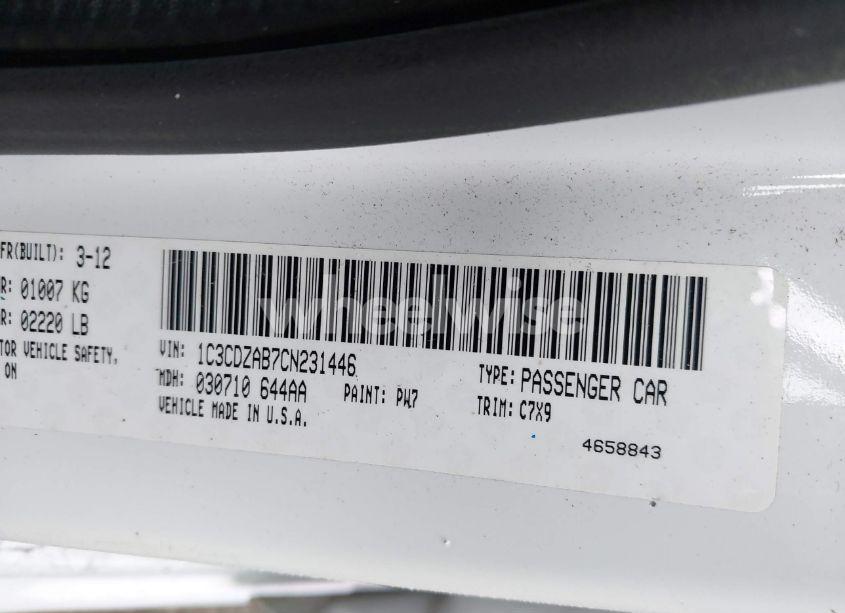 FR(BUILT): 3-12
R: 01007 KG
R: 02220 LB
TOR VEHICLE SAFETY,
ON
wheelwise
VIN: 1C3CDZAB7CN231446
TYPE: PASSENGER CAR
MDH: 030710 644AA
PAINT: PW7
TRIM: C7X9
VEHICLE MADE IN U.S.A.
4658843